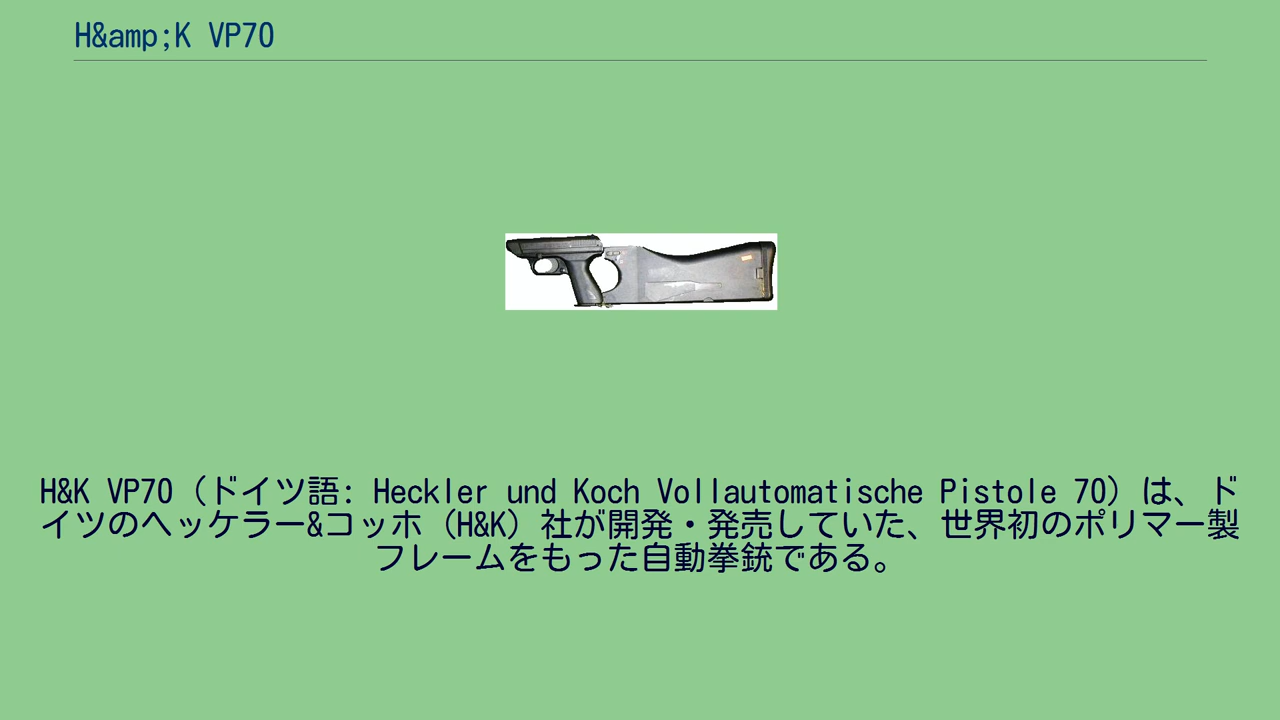 H&amp;K VP70
H&K VP70（ドイツ語: Heckler und Koch Vollautomatische Pistole 70）は、ド
イツのヘッケラー&コッホ（H&K）社が開発・発売していた、世界初のポリマー製
フレームをもった自動拳銃である。